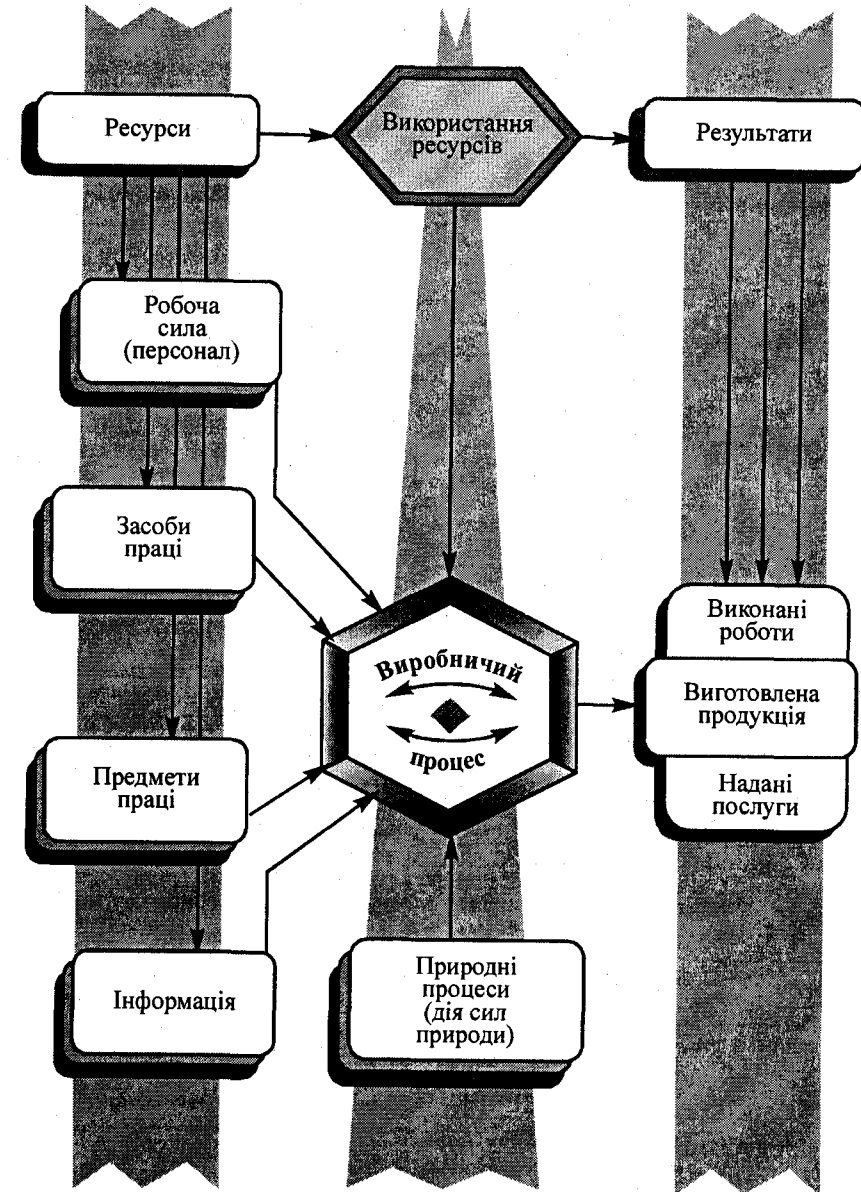 Ресурси
Використання
ресурсів
Результати
Робоча
сила
(персонал)
Засоби
праці
Предмети
праці
Інформація
Виробничий
процес
Природні
процеси
(дія сил
природи)
Виконані
роботи
Виготовлена
продукція
Надані
послуги